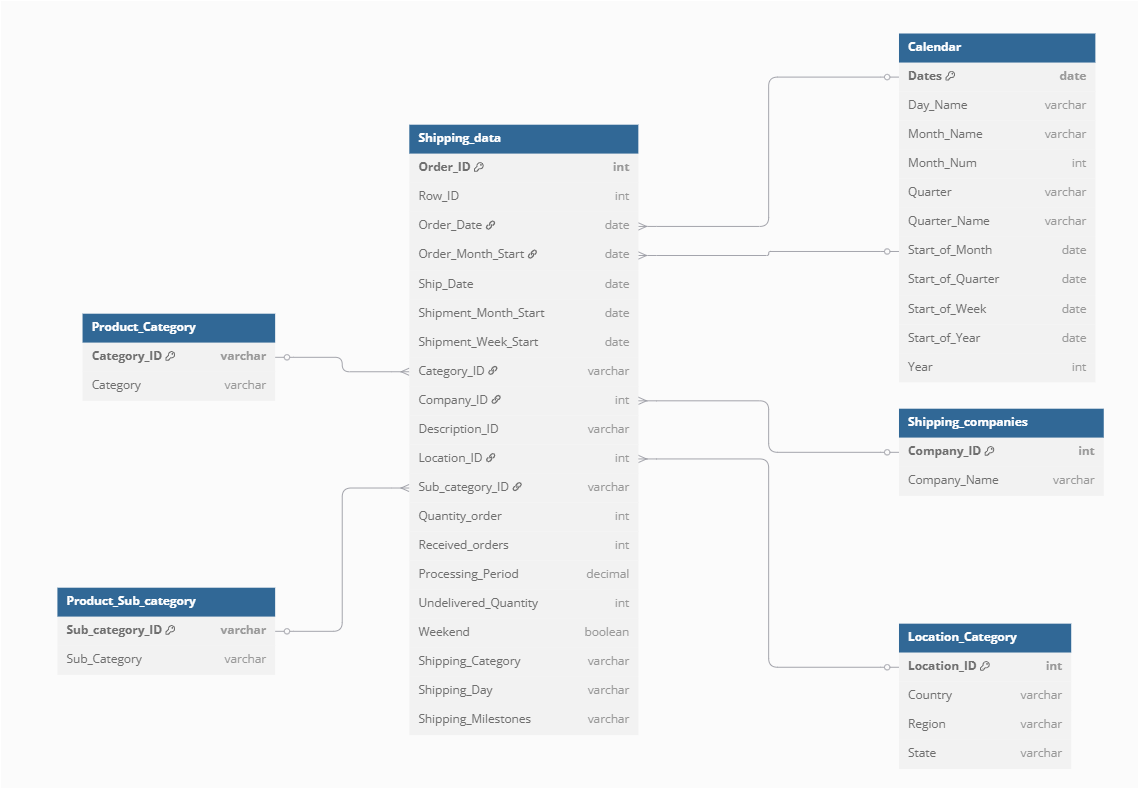 Calendar
Dates date
Day_Name varchar
Month_Name varchar
Month_Num int
Quarter varchar
Quarter_Name varchar
Start_of_Month date
Start_of_Quarter date
Start_of_Week date
Start_of_Year date
Year int
Shipping_data
Order_ID int
Row_ID int
Order_Date date
Order_Month_Start date
Ship_Date date
Shipment_Month_Start date
Shipment_Week_Start date
Category_ID varchar
Company_ID int
Description_ID varchar
Location_ID int
Sub_category_ID varchar
Quantity_order int
Received_orders int
Processing_Period decimal
Undelivered_Quantity int
Weekend boolean
Shipping_Category varchar
Shipping_Day varchar
Shipping_Milestones varchar
Product_Category
Category_ID varchar
Category varchar
Shipping_companies
Company_ID int
Company_Name varchar
Product_Sub_category
Sub_category_ID varchar
Sub_Category varchar
Location_Category
Location_ID int
Country varchar
Region varchar
State varchar